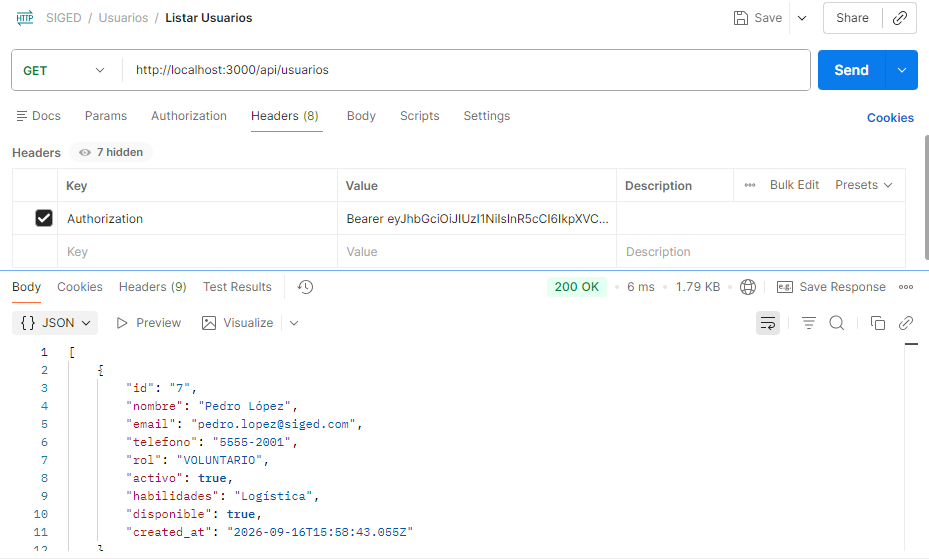 HTTP SIGED / Usuarios / Listar Usuarios Save Share
GET http://localhost:3000/api/usuarios Send
Docs Params Authorization Headers (8) Body Scripts Settings Cookies
Headers 7 hidden
Key Value Description Bulk Edit Presets
Authorization Bearer eyJhbGciOiJIUzI1NiIsInR5cCI6IkpXVC...
Key Value Description
Body Cookies Headers (9) Test Results 200 OK 6 ms 1.79 KB e.g. Save Response
{} JSON Preview Visualize
1 [
2 {
3 "id": "7",
4 "nombre": "Pedro López",
5 "email": "pedro.lopez@siged.com",
6 "telefono": "5555-2001",
7 "rol": "VOLUNTARIO",
8 "activo": true,
9 "habilidades": "Logística",
10 "disponible": true,
11 "created_at": "2026-09-16T15:58:43.055Z"
12 }